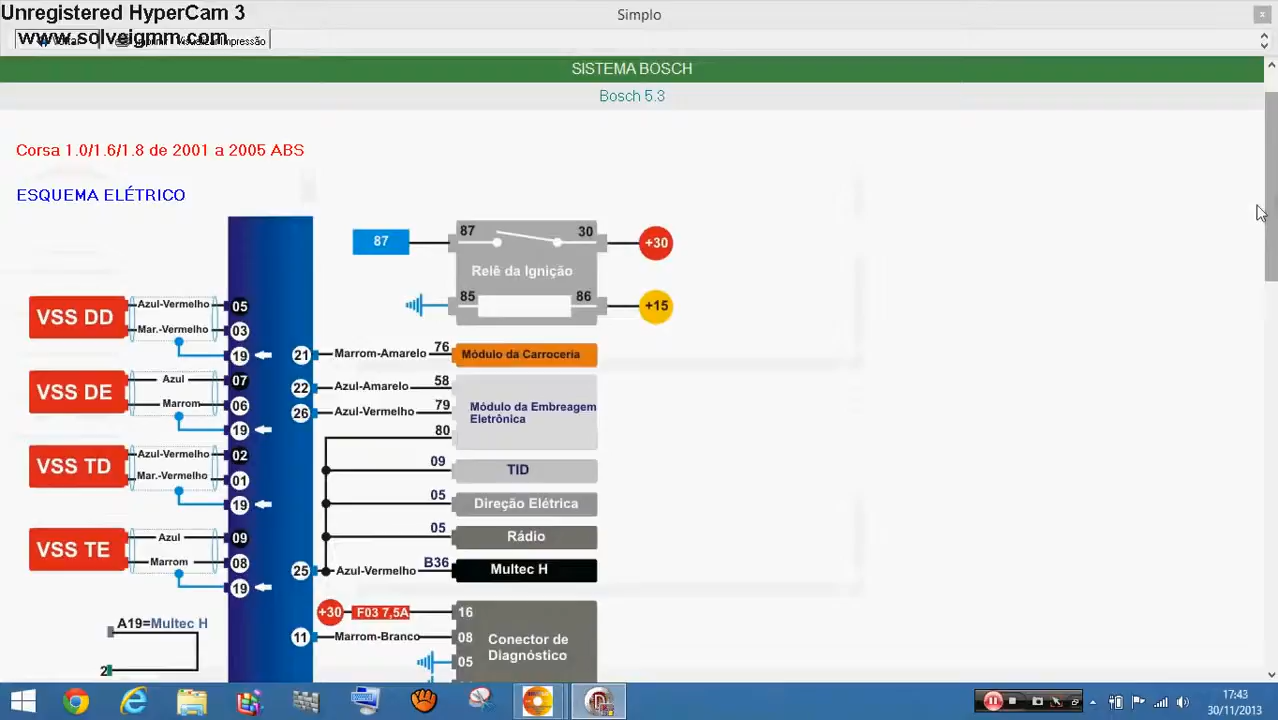 Unregistered HyperCam 3
www.solveigmm.com
Simplo
x
Visualizar Impressão
SISTEMA BOSCH
Bosch 5.3
Corsa 1.0/1.6/1.8 de 2001 a 2005 ABS
ESQUEMA ELÉTRICO
87
87 30
+30
Relê da Ignição
85 86
+15
VSS DD
Azul-Vermelho 05
Mar.-Vermelho 03
19
21 Marrom-Amarelo 76 Módulo da Carroceria
VSS DE
Azul 07
Marrom 06
19
22 Azul-Amarelo 58
26 Azul-Vermelho 79
80
Módulo da Embreagem
Eletrônica
VSS TD
Azul-Vermelho 02
Mar.-Vermelho 01
19
09 TID
05 Direção Elétrica
05 Rádio
VSS TE
Azul 09
Marrom 08
19
25 Azul-Vermelho B36 Multec H
A19=Multec H
2
+30 F03 7,5A 16
11 Marrom-Branco 08
05
Conector de
Diagnóstico
17:43
30/11/2013